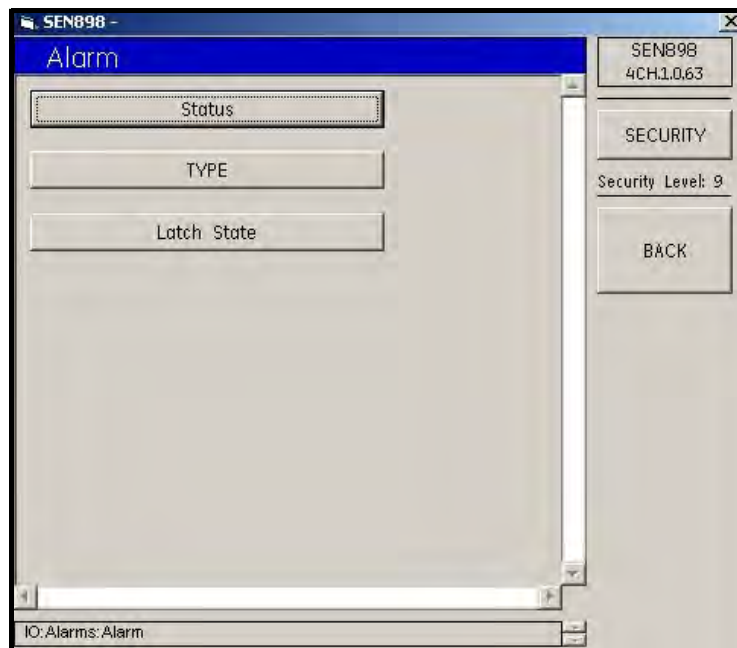 SEN898 -
Alarm
Status
TYPE
Latch State
IO:Alarms:Alarm
SEN898
4CH.1.0.63
SECURITY
Security Level: 9
BACK